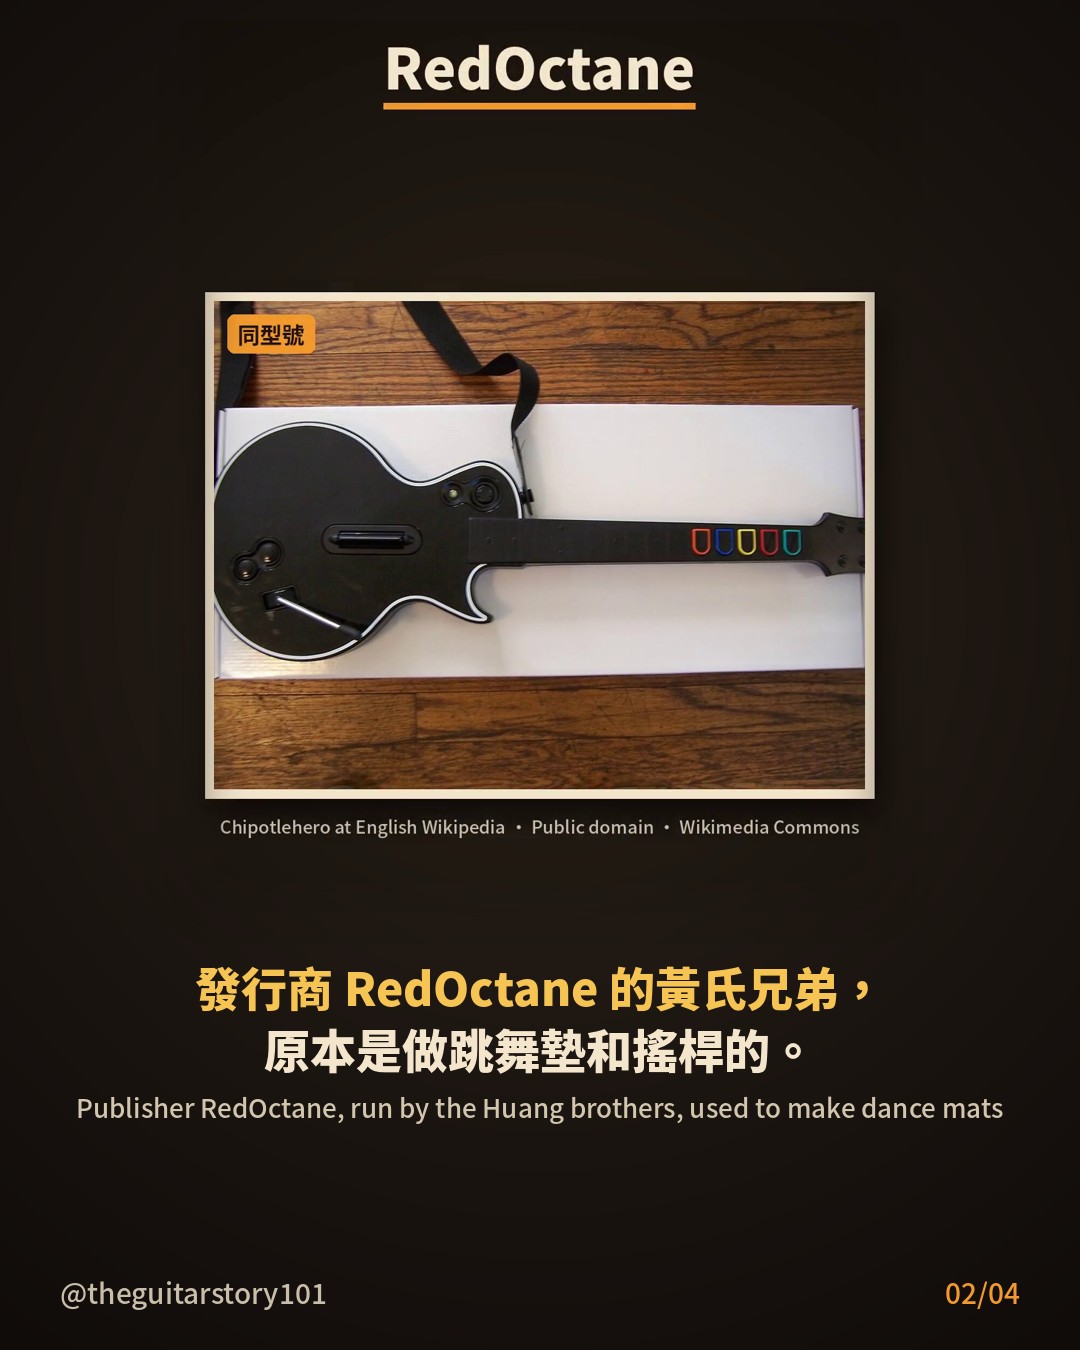 RedOctane
同型號
Chipotlehero at English Wikipedia • Public domain • Wikimedia Commons
發行商 RedOctane 的黃氏兄弟，
原本是做跳舞墊和搖桿的。
Publisher RedOctane, run by the Huang brothers, used to make dance mats
@theguitarstory101
02/04